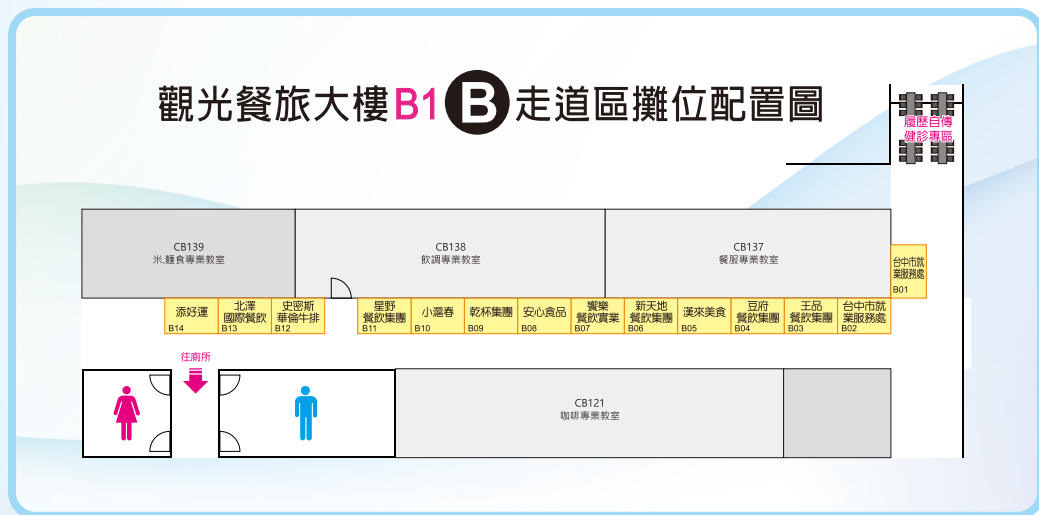 觀光餐旅大樓B1 B 走道區攤位配置圖
履歷自傳
健診專區
CB139
米.麵食專業教室
CB138
飲調專業教室
CB137
餐服專業教室
台中市就
業服務處
B01
添好運
B14
北澤
國際餐飲
B13
史密斯
華倫牛排
B12
星野
餐飲集團
B11
小滬春
B10
乾杯集團
B09
安心食品
B08
饗樂
餐飲實業
B07
新天地
餐飲集團
B06
漢來美食
B05
豆府
餐飲集團
B04
王品
餐飲集團
B03
台中市就
業服務處
B02
往廁所
CB121
咖啡專業教室